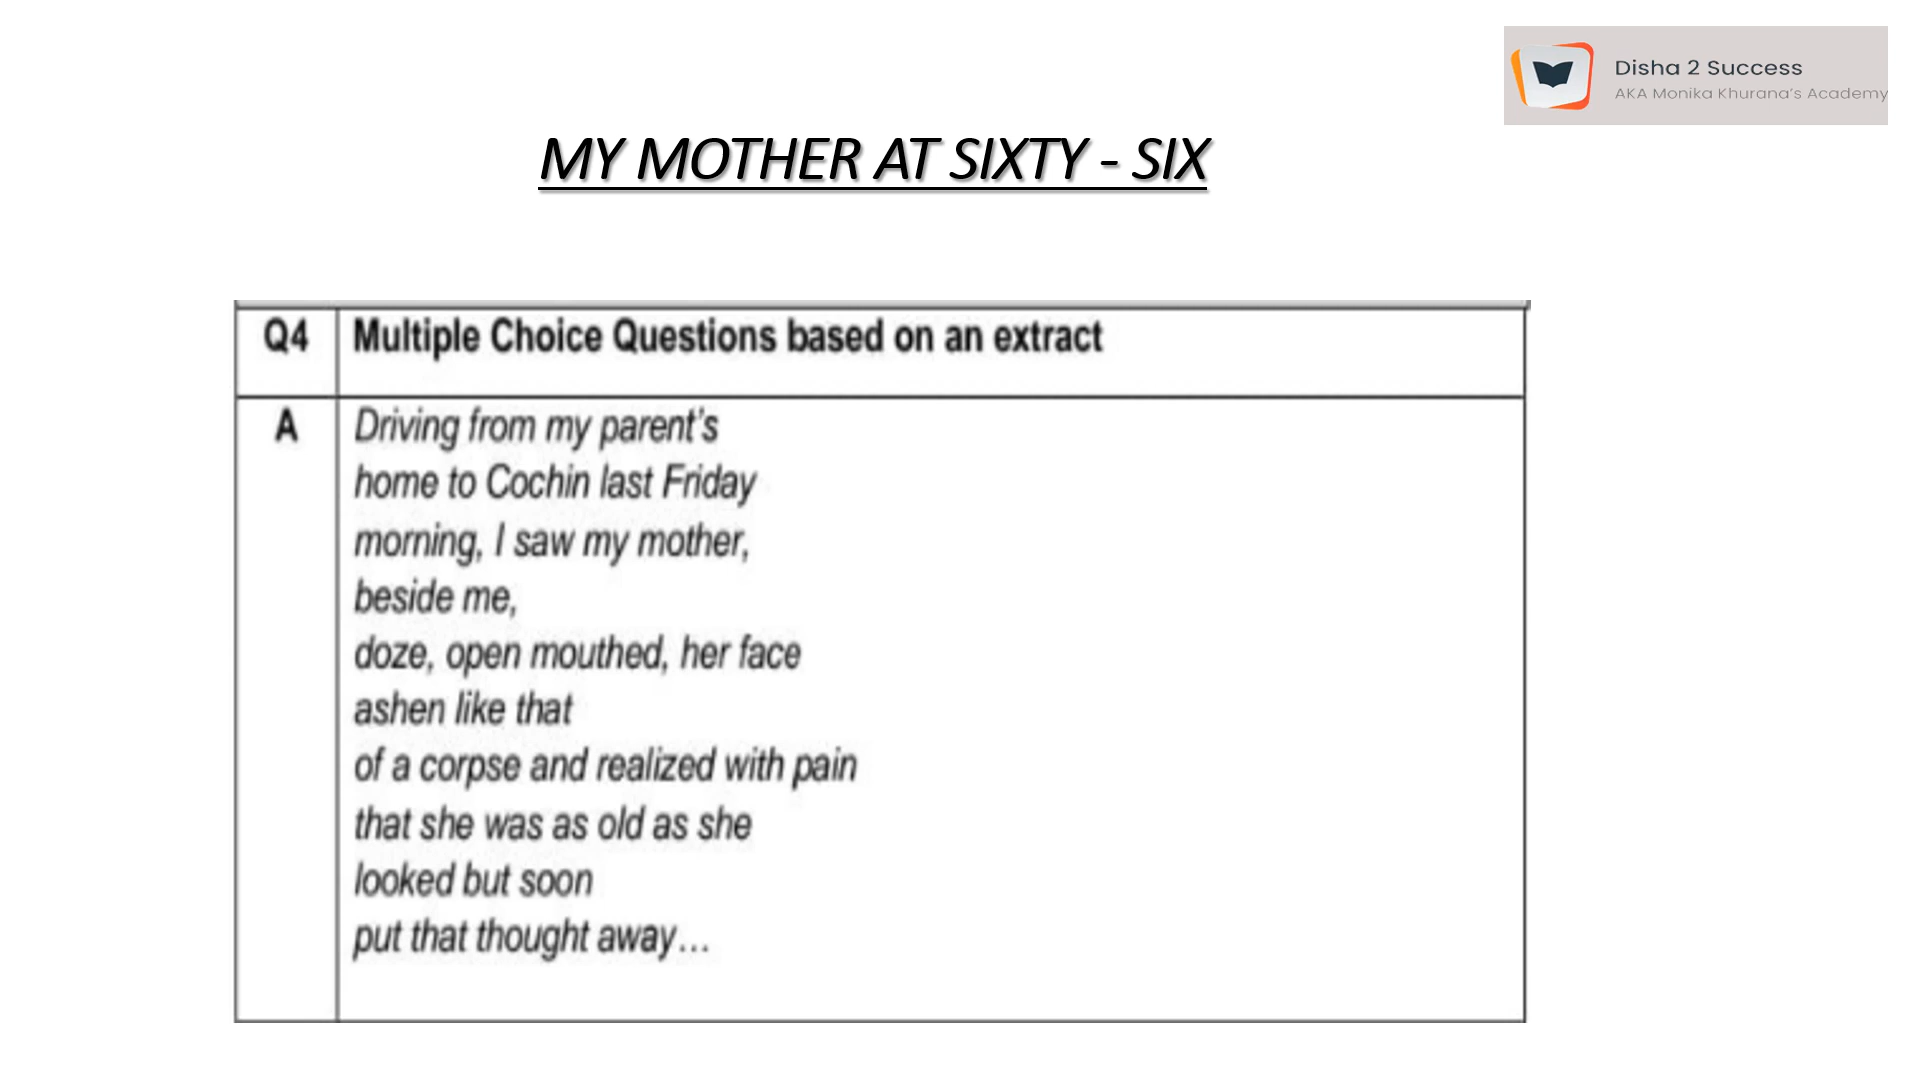 Disha 2 Success
AKA Monika Khurana's Academy
MY MOTHER AT SIXTY - SIX
Q4 Multiple Choice Questions based on an extract
A Driving from my parent's
home to Cochin last Friday
morning, I saw my mother,
beside me,
doze, open mouthed, her face
ashen like that
of a corpse and realized with pain
that she was as old as she
looked but soon
put that thought away…